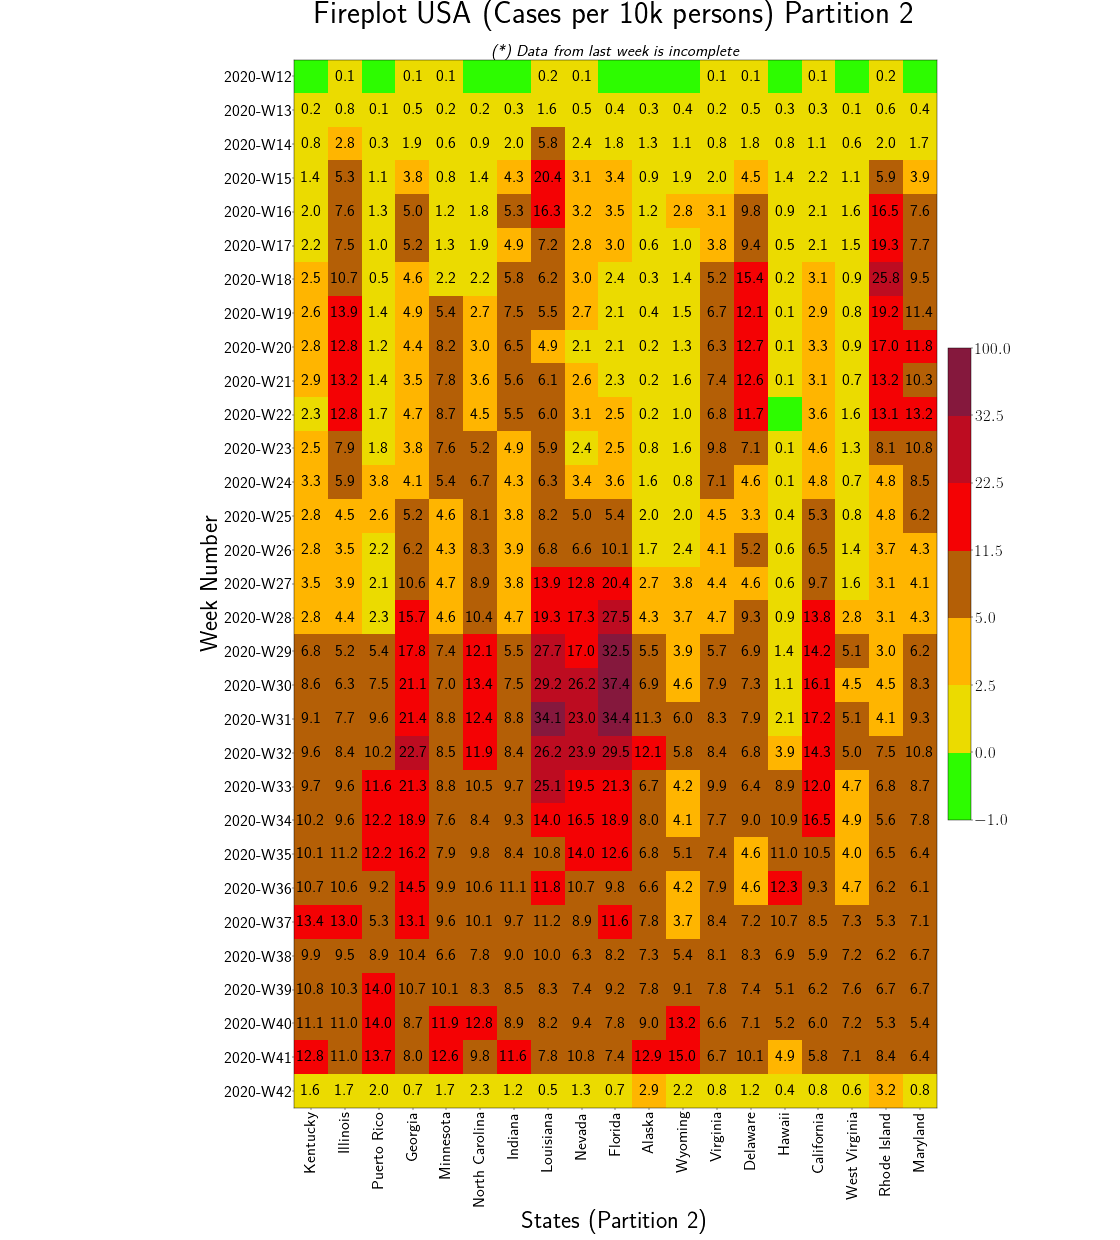 Fireplot USA (Cases per 10k persons) Partition 2
(*) Data from last week is incomplete
2020-W12 0.1 0.1 0.1 0.2 0.1 0.1 0.1 0.1 0.2
2020-W13 0.2 0.8 0.1 0.5 0.2 0.2 0.3 1.6 0.5 0.4 0.3 0.4 0.2 0.5 0.3 0.3 0.1 0.6 0.4
2020-W14 0.8 2.8 0.3 1.9 0.6 0.9 2.0 5.8 2.4 1.8 1.3 1.1 0.8 1.8 0.8 1.1 0.6 2.0 1.7
2020-W15 1.4 5.3 1.1 3.8 0.8 1.4 4.3 20.4 3.1 3.4 0.9 1.9 2.0 4.5 1.4 2.2 1.1 5.9 3.9
2020-W16 2.0 7.6 1.3 5.0 1.2 1.8 5.3 16.3 3.2 3.5 1.2 2.8 3.1 9.8 0.9 2.1 1.6 16.5 7.6
2020-W17 2.2 7.5 1.0 5.2 1.3 1.9 4.9 7.2 2.8 3.0 0.6 1.0 3.8 9.4 0.5 2.1 1.5 19.3 7.7
2020-W18 2.5 10.7 0.5 4.6 2.2 2.2 5.8 6.2 3.0 2.4 0.3 1.4 5.2 15.4 0.2 3.1 0.9 25.8 9.5
2020-W19 2.6 13.9 1.4 4.9 5.4 2.7 7.5 5.5 2.7 2.1 0.4 1.5 6.7 12.1 0.1 2.9 0.8 19.2 11.4
2020-W20 2.8 12.8 1.2 4.4 8.2 3.0 6.5 4.9 2.1 2.1 0.2 1.3 6.3 12.7 0.1 3.3 0.9 17.0 11.8
2020-W21 2.9 13.2 1.4 3.5 7.8 3.6 5.6 6.1 2.6 2.3 0.2 1.6 7.4 12.6 0.1 3.1 0.7 13.2 10.3
2020-W22 2.3 12.8 1.7 4.7 8.7 4.5 5.5 6.0 3.1 2.5 0.2 1.0 6.8 11.7 3.6 1.6 13.1 13.2
2020-W23 2.5 7.9 1.8 3.8 7.6 5.2 4.9 5.9 2.4 2.5 0.8 1.6 9.8 7.1 0.1 4.6 1.3 8.1 10.8
2020-W24 3.3 5.9 3.8 4.1 5.4 6.7 4.3 6.3 3.4 3.6 1.6 0.8 7.1 4.6 0.1 4.8 0.7 4.8 8.5
2020-W25 2.8 4.5 2.6 5.2 4.6 8.1 3.8 8.2 5.0 5.4 2.0 2.0 4.5 3.3 0.4 5.3 0.8 4.8 6.2
2020-W26 2.8 3.5 2.2 6.2 4.3 8.3 3.9 6.8 6.6 10.1 1.7 2.4 4.1 5.2 0.6 6.5 1.4 3.7 4.3
2020-W27 3.5 3.9 2.1 10.6 4.7 8.9 3.8 13.9 12.8 20.4 2.7 3.8 4.4 4.6 0.6 9.7 1.6 3.1 4.1
2020-W28 2.8 4.4 2.3 15.7 4.6 10.4 4.7 19.3 17.3 27.5 4.3 3.7 4.7 9.3 0.9 13.8 2.8 3.1 4.3
2020-W29 6.8 5.2 5.4 17.8 7.4 12.1 5.5 27.7 17.0 32.5 5.5 3.9 5.7 6.9 1.4 14.2 5.1 3.0 6.2
2020-W30 8.6 6.3 7.5 21.1 7.0 13.4 7.5 29.2 26.2 37.4 6.9 4.6 7.9 7.3 1.1 16.1 4.5 4.5 8.3
2020-W31 9.1 7.7 9.6 21.4 8.8 12.4 8.8 34.1 23.0 34.4 11.3 6.0 8.3 7.9 2.1 17.2 5.1 4.1 9.3
2020-W32 9.6 8.4 10.2 22.7 8.5 11.9 8.4 26.2 23.9 29.5 12.1 5.8 8.4 6.8 3.9 14.3 5.0 7.5 10.8
2020-W33 9.7 9.6 11.6 21.3 8.8 10.5 9.7 25.1 19.5 21.3 6.7 4.2 9.9 6.4 8.9 12.0 4.7 6.8 8.7
2020-W34 10.2 9.6 12.2 18.9 7.6 8.4 9.3 14.0 16.5 18.9 8.0 4.1 7.7 9.0 10.9 16.5 4.9 5.6 7.8
2020-W35 10.1 11.2 12.2 16.2 7.9 9.8 8.4 10.8 14.0 12.6 6.8 5.1 7.4 4.6 11.0 10.5 4.0 6.5 6.4
2020-W36 10.7 10.6 9.2 14.5 9.9 10.6 11.1 11.8 10.7 9.8 6.6 4.2 7.9 4.6 12.3 9.3 4.7 6.2 6.1
2020-W37 13.4 13.0 5.3 13.1 9.6 10.1 9.7 11.2 8.9 11.6 7.8 3.7 8.4 7.2 10.7 8.5 7.3 5.3 7.1
2020-W38 9.9 9.5 8.9 10.4 6.6 7.8 9.0 10.0 6.3 8.2 7.3 5.4 8.1 8.3 6.9 5.9 7.2 6.2 6.7
2020-W39 10.8 10.3 14.0 10.7 10.1 8.3 8.5 8.3 7.4 9.2 7.8 9.1 7.8 7.4 5.1 6.2 7.6 6.7 6.7
2020-W40 11.1 11.0 14.0 8.7 11.9 12.8 8.9 8.2 9.4 7.8 9.0 13.2 6.6 7.1 5.2 6.0 7.2 5.3 5.4
2020-W41 12.8 11.0 13.7 8.0 12.6 9.8 11.6 7.8 10.8 7.4 12.9 15.0 6.7 10.1 4.9 5.8 7.1 8.4 6.4
2020-W42 1.6 1.7 2.0 0.7 1.7 2.3 1.2 0.5 1.3 0.7 2.9 2.2 0.8 1.2 0.4 0.8 0.6 3.2 0.8
Week Number
Kentucky
Illinois
Puerto Rico
Georgia
Minnesota
North Carolina
Indiana
Louisiana
Nevada
Florida
Alaska
Wyoming
Virginia
Delaware
Hawaii
California
West Virginia
Rhode Island
Maryland
States (Partition 2)
100.0
32.5
22.5
11.5
5.0
2.5
0.0
−1.0